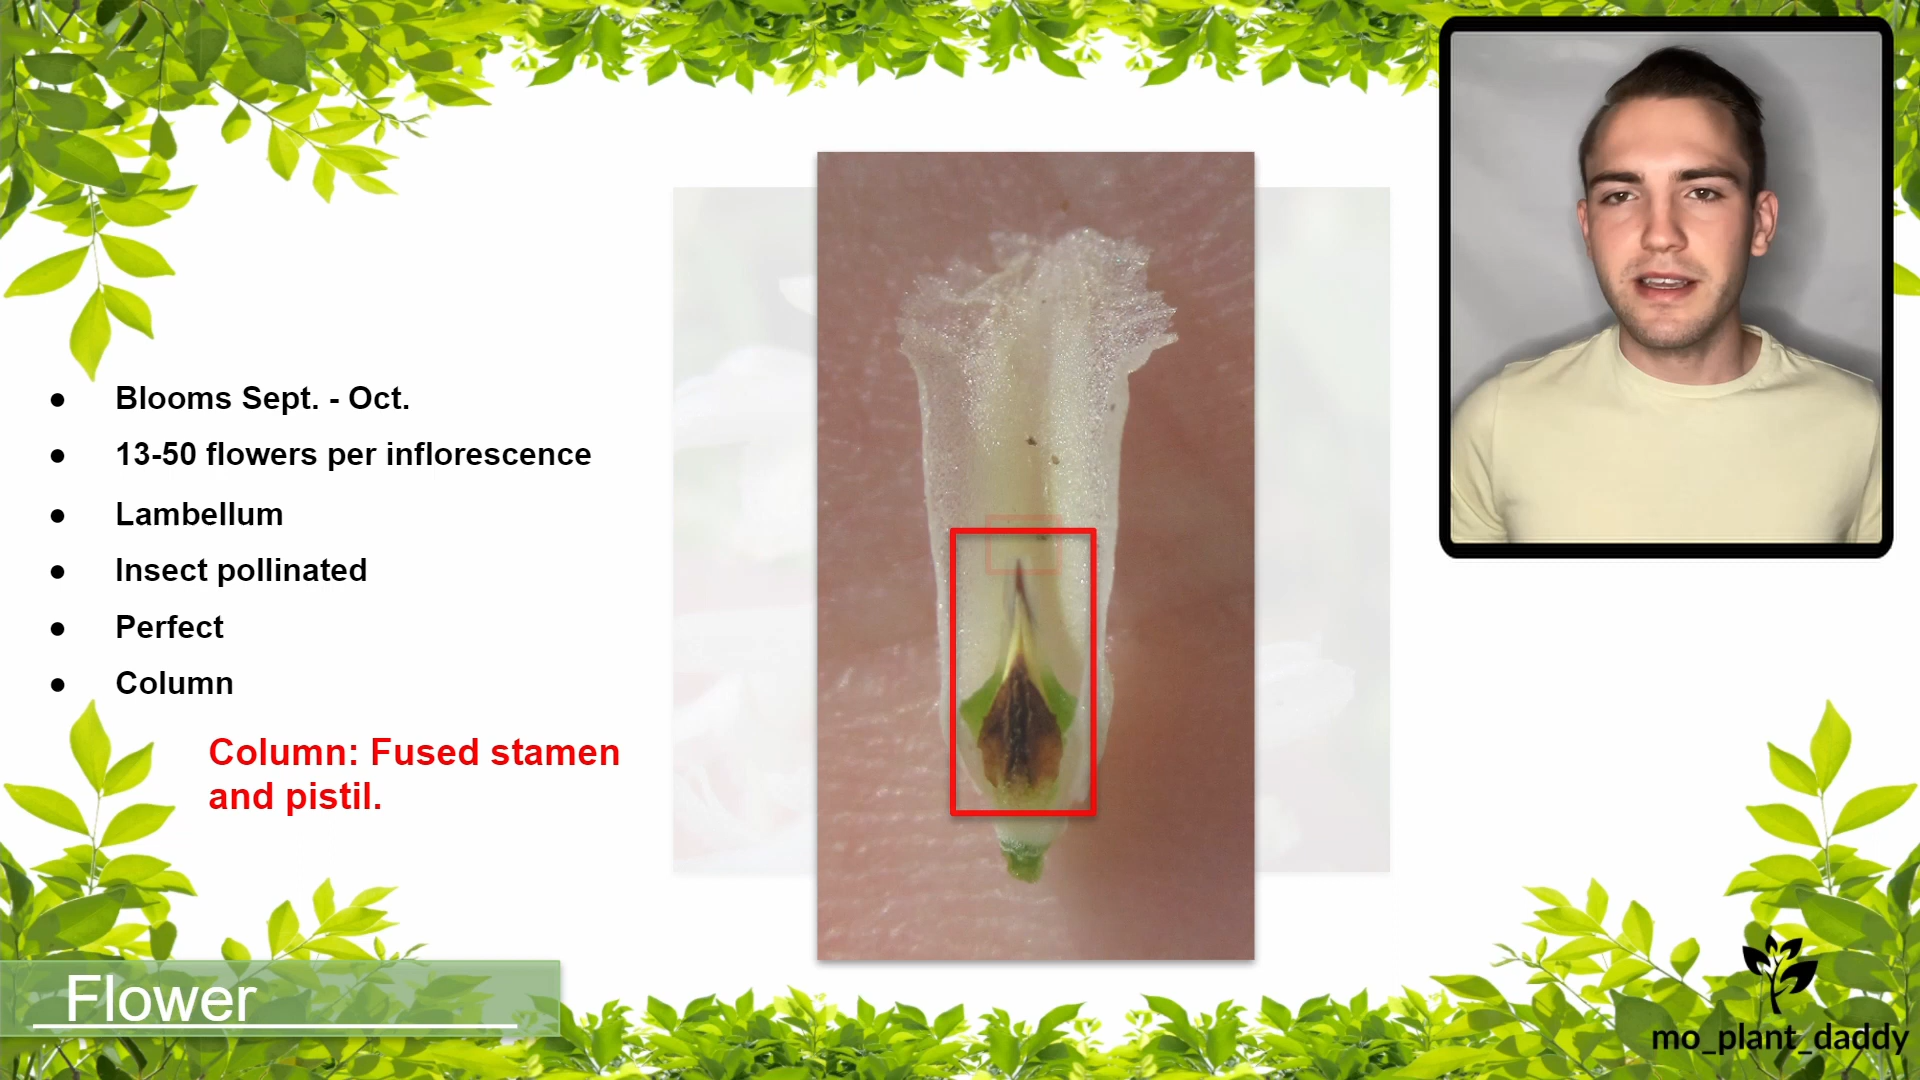 Blooms Sept. - Oct.
13-50 flowers per inflorescence
Lambellum
Insect pollinated
Perfect
Column
Column: Fused stamen
and pistil.
Flower
mo_plant_daddy